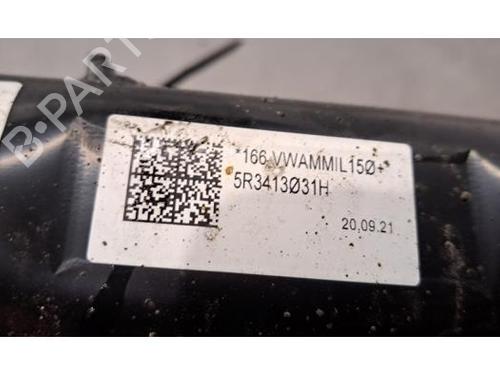 B-PARTS
*166 VWAMMIL15Ø+*
5R3413Ø31H
20.09.21